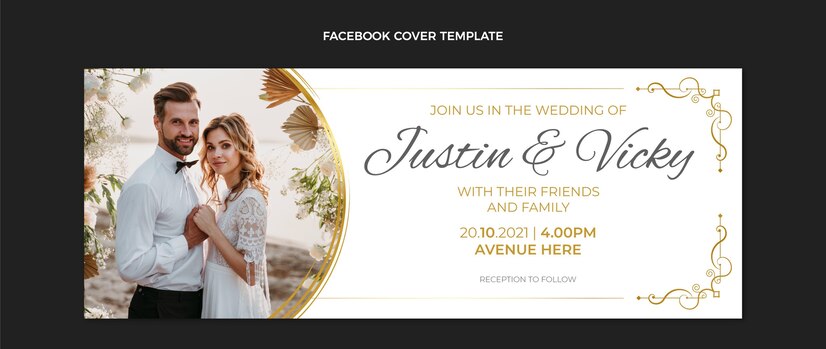 FACEBOOK COVER TEMPLATE
JOIN US IN THE WEDDING OF
Justin & Vicky
WITH THEIR FRIENDS
AND FAMILY
20.10.2021 | 4.00PM
AVENUE HERE
RECEPTION TO FOLLOW